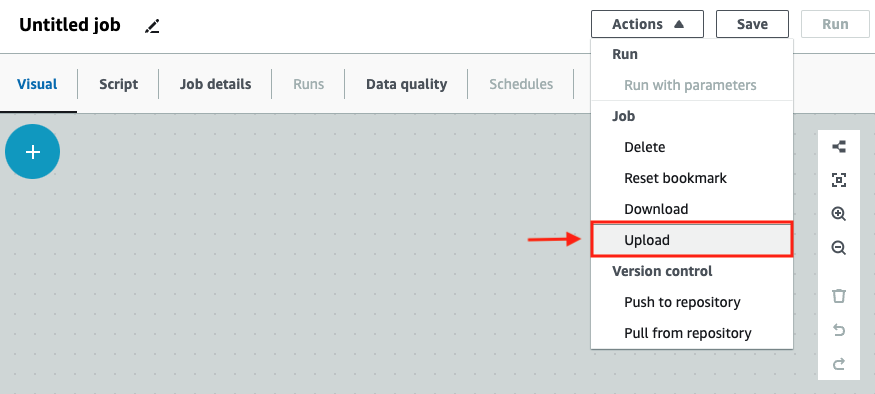 Untitled job
Actions
Save
Run
Visual
Script
Job details
Runs
Data quality
Schedules
Run
Run with parameters
Job
Delete
Reset bookmark
Download
Upload
Version control
Push to repository
Pull from repository